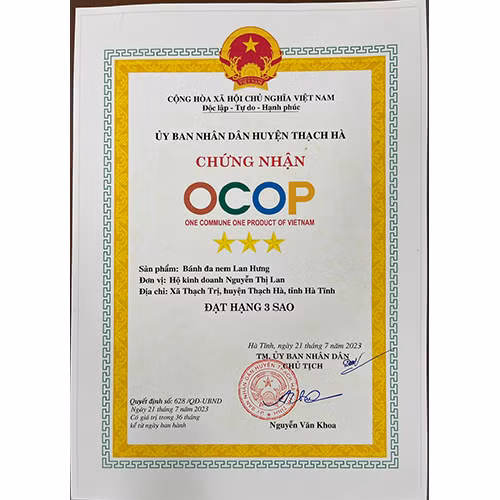 CỘNG HÒA XÃ HỘI CHỦ NGHĨA VIỆT NAM
Độc lập - Tự do - Hạnh phúc
ỦY BAN NHÂN DÂN HUYỆN THẠCH HÀ
CHỨNG NHẬN
OCOP
ONE COMMUNE ONE PRODUCT OF VIETNAM
Sản phẩm: Bánh đa nem Lan Hưng
Đơn vị: Hộ kinh doanh Nguyễn Thị Lan
Địa chỉ: Xã Thạch Trị, huyện Thạch Hà, tỉnh Hà Tĩnh
ĐẠT HẠNG 3 SAO
Hà Tĩnh, ngày 21 tháng 7 năm 2023
TM. ỦY BAN NHÂN DÂN
CHỦ TỊCH
Quyết định số: 628 /QĐ-UBND
Ngày 21 tháng 7 năm 2023
Có giá trị trong 36 tháng
kể từ ngày ban hành
Nguyễn Văn Khoa